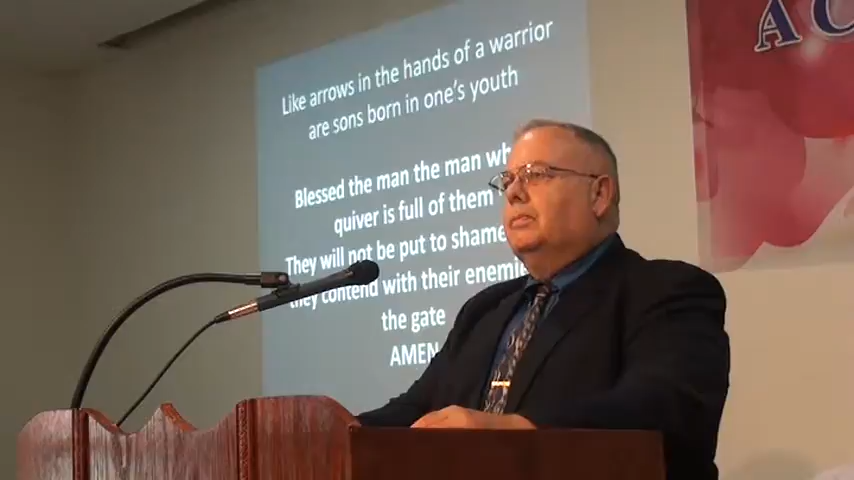 Like arrows in the hands of a warrior
are sons born in one's youth
Blessed the man the man
quiver is full of them
They will not be put to shame
they contend with their enemie
the gate
AMEN
AC